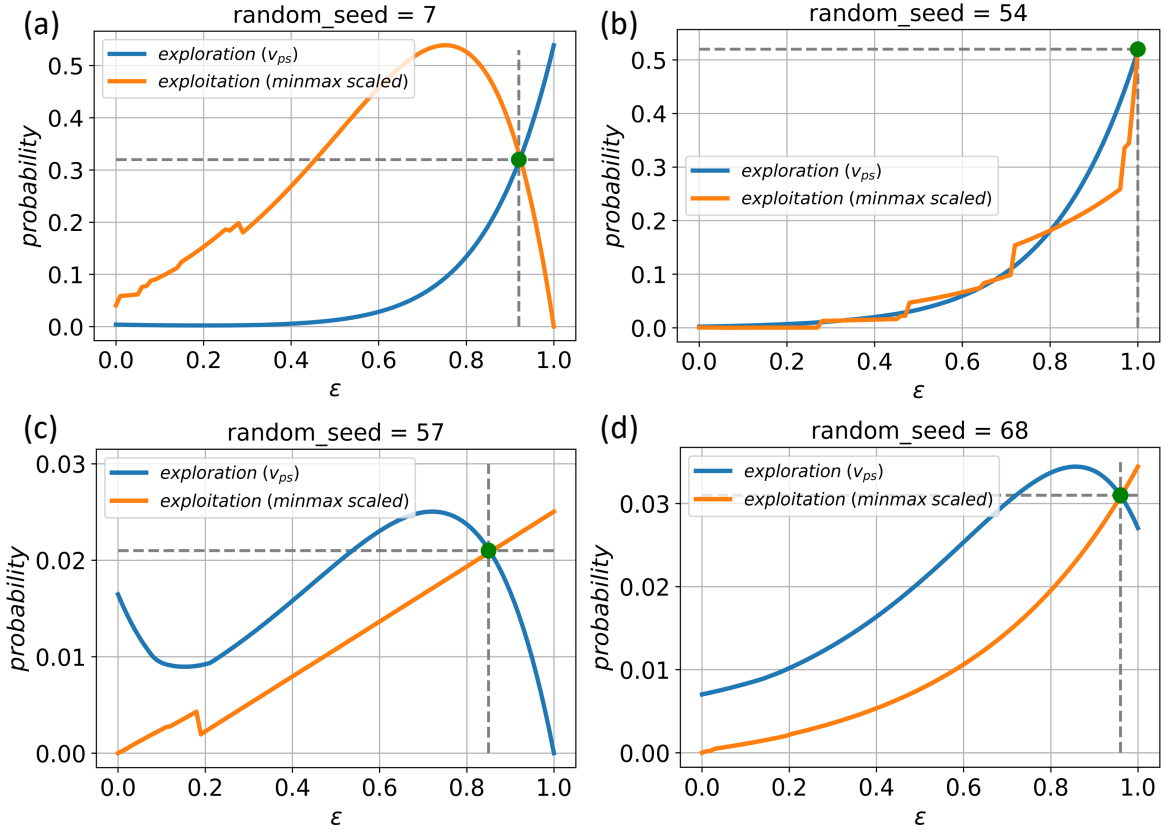 (a)
random_seed = 7
exploration (v_ps)
exploitation (minmax scaled)
probability
0.5
0.4
0.3
0.2
0.1
0.0
0.0 0.2 0.4 0.6 0.8 1.0
ε
(b)
random_seed = 54
exploration (v_ps)
exploitation (minmax scaled)
probability
0.5
0.4
0.3
0.2
0.1
0.0
0.0 0.2 0.4 0.6 0.8 1.0
ε
(c)
random_seed = 57
exploration (v_ps)
exploitation (minmax scaled)
probability
0.03
0.02
0.01
0.00
0.0 0.2 0.4 0.6 0.8 1.0
ε
(d)
random_seed = 68
exploration (v_ps)
exploitation (minmax scaled)
probability
0.03
0.02
0.01
0.00
0.0 0.2 0.4 0.6 0.8 1.0
ε